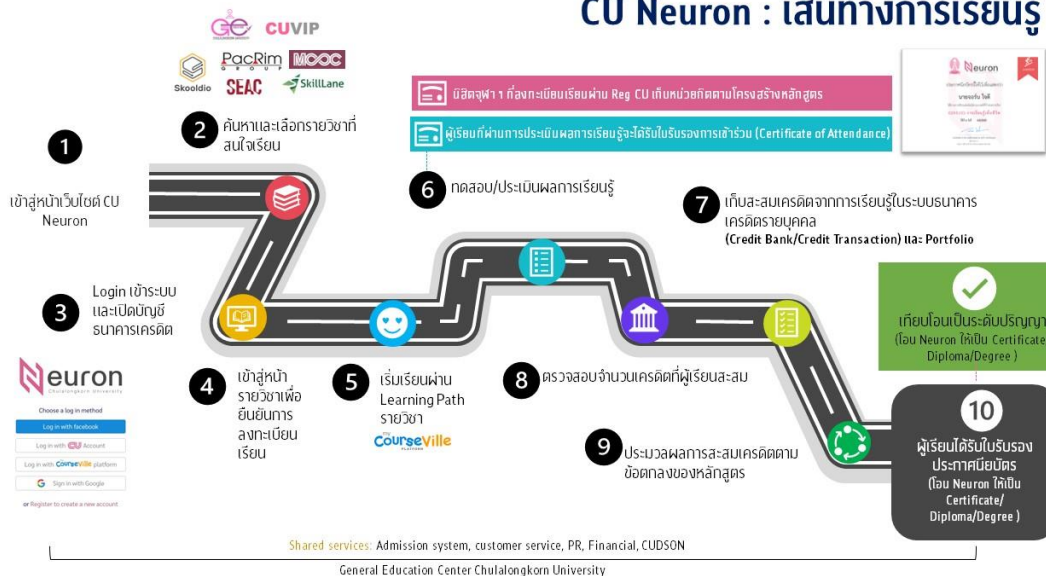 CU Neuron : เส้นทางการเรียนรู้
GE
CUVIP
Skooldio
PacRim
GROUP
MOOC
SEAC
SkillLane
1
เข้าสู่หน้าเว็บไซต์ CU
Neuron
2
ค้นหาและเลือกรายวิชาที่
สนใจเรียน
3
Login เข้าระบบ
และเปิดบัญชี
ธนาคารเครดิต
Neuron
Chulalongkorn University
Choose a log in method
Log in with facebook
Log in with CU Account
Log in with CourseVille platform
Sign in with Google
or Register to create a new account
4
เข้าสู่หน้า
รายวิชาเพื่อ
ยืนยันการ
ลงทะเบียน
เรียน
5
เริ่มเรียนผ่าน
Learning Path
รายวิชา
my
CourseVille
PLATFORM
นิสิตจุฬา ฯ ที่ลงทะเบียนเรียนผ่าน Reg CU เก็บหน่วยกิตตามโครงสร้างหลักสูตร
ผู้เรียนที่ผ่านการประเมินผลการเรียนรู้จะได้รับใบรับรองการเข้าร่วม (Certificate of Attendance)
Neuron
6
ทดสอบ/ประเมินผลการเรียนรู้
7
เก็บสะสมเครดิตจากการเรียนรู้ในระบบธนาคาร
เครดิตรายบุคคล
(Credit Bank/Credit Transaction) และ Portfolio
8
ตรวจสอบจำนวนเครดิตที่ผู้เรียนสะสม
9
ประมวลผลการสะสมเครดิตตาม
ข้อตกลงของหลักสูตร
เทียบโอนเป็นระดับปริญญา
(โอน Neuron ให้เป็น Certificate
Diploma/Degree )
10
ผู้เรียนได้รับใบรับรอง
ประกาศนียบัตร
(โอน Neuron ให้เป็น
Certificate/
Diploma/Degree )
Shared services: Admission system, customer service, PR, Financial, CUDSON
General Education Center Chulalongkorn University